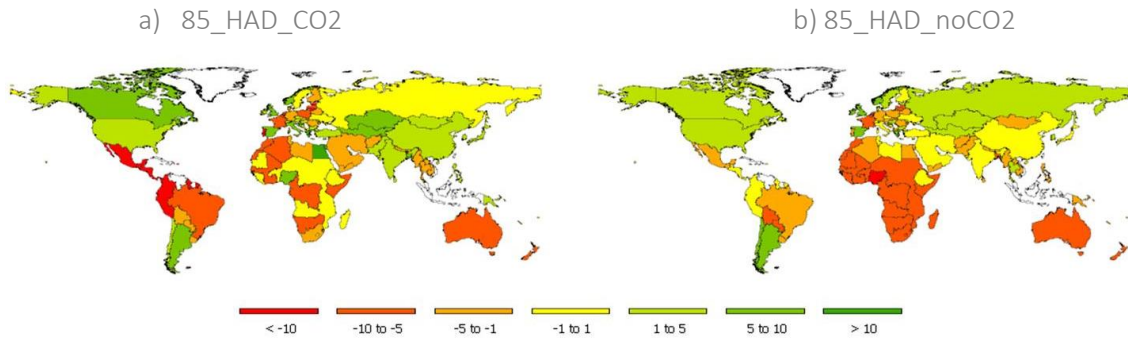 a) 85_HAD_CO2
b) 85_HAD_noCO2
< -10
-10 to -5
-5 to -1
-1 to 1
1 to 5
5 to 10
> 10